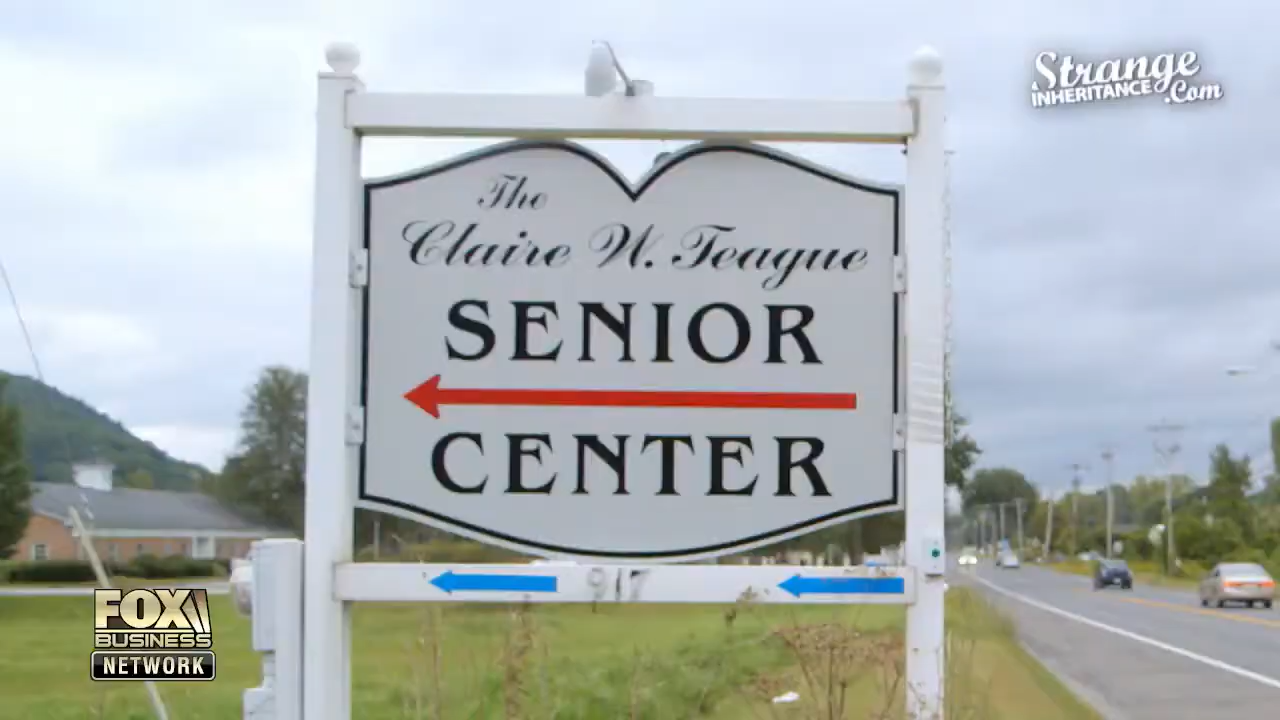 Strange
INHERITANCE.Com
The
Claire W. Teague
SENIOR
CENTER
917
FOX
BUSINESS
NETWORK